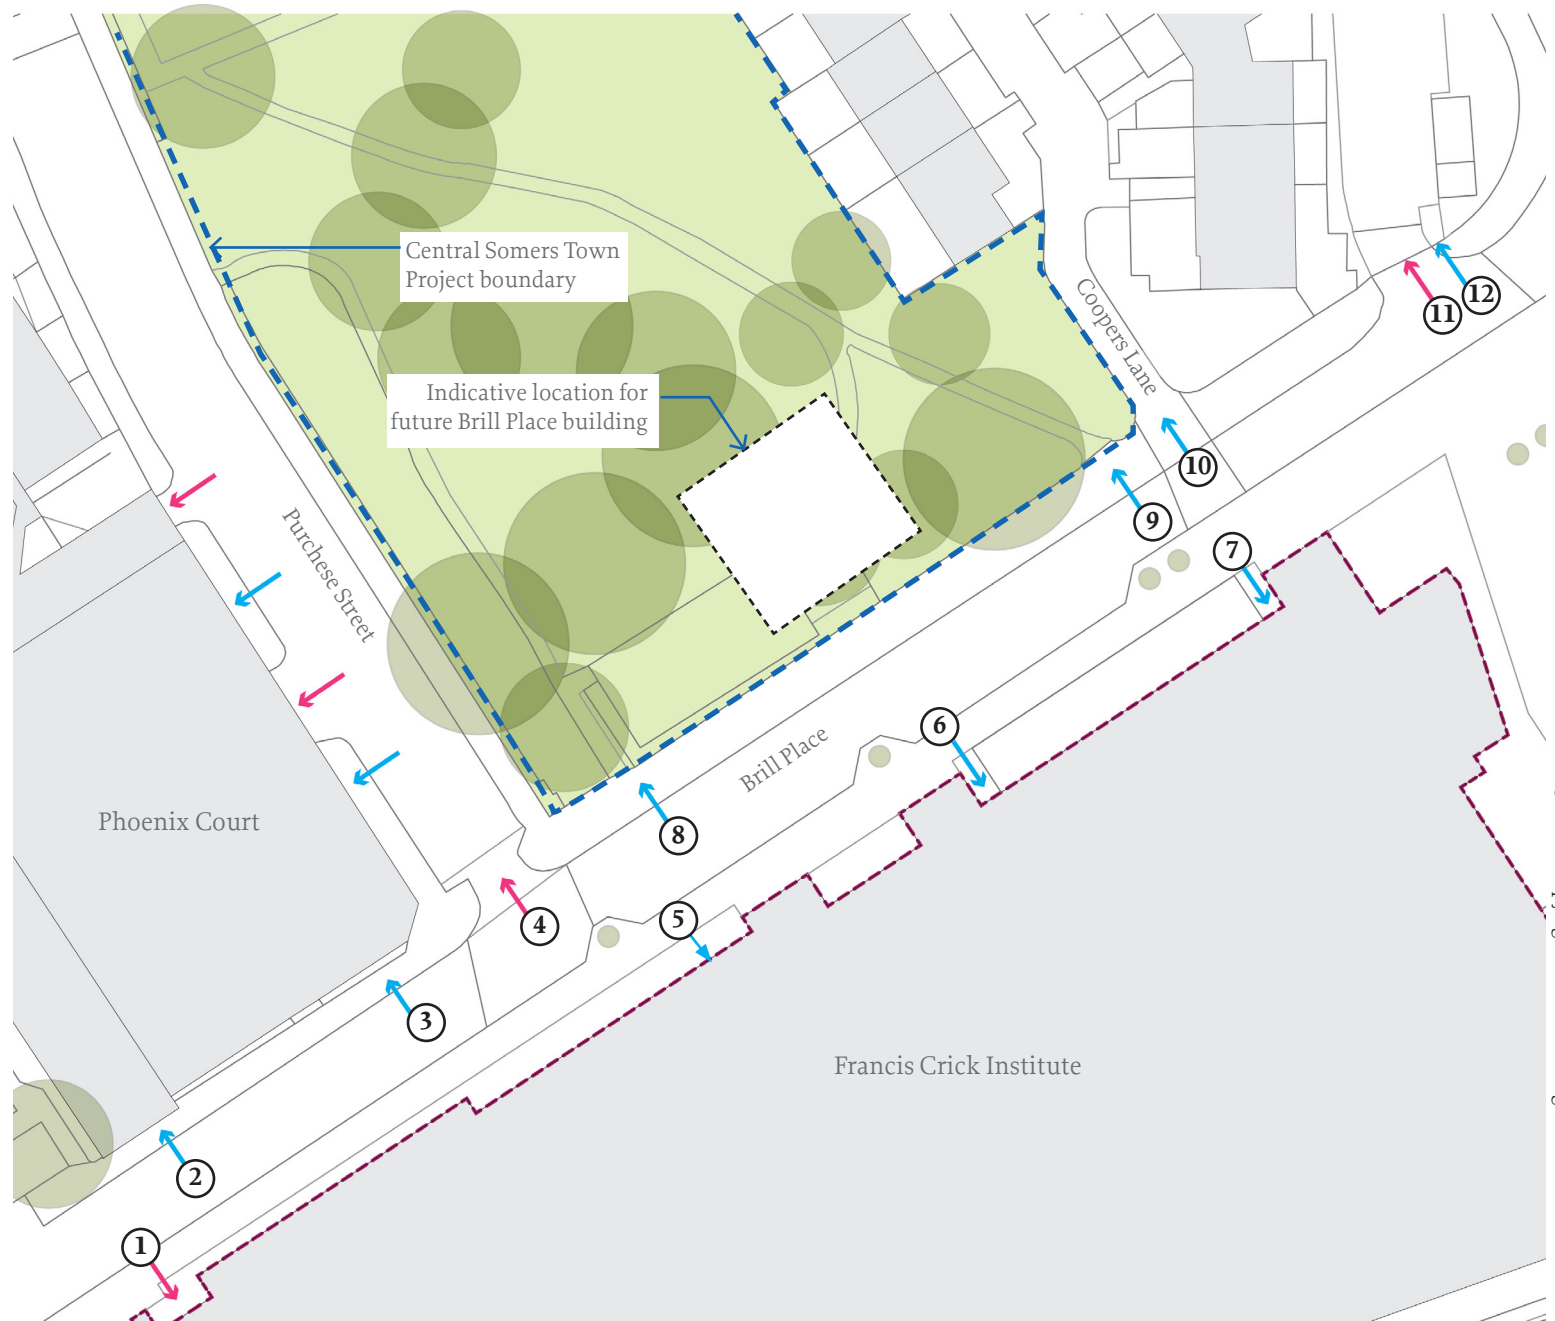 Central Somers Town
Project boundary
Coopers Lane
12
11
Indicative location for
future Brill Place building
10
9
7
Purchese Street
6
Brill Place
Phoenix Court
8
5
4
3
Francis Crick Institute
2
1